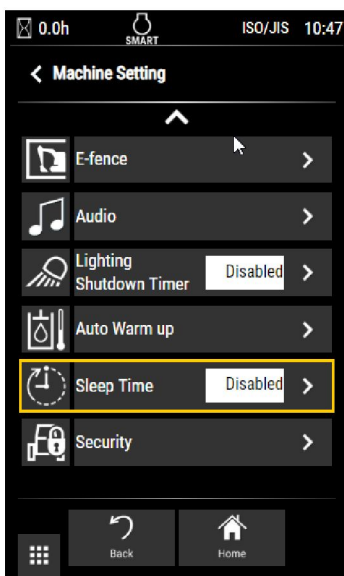 0.0h SMART ISO/JIS 10:47
Machine Setting
E-fence
Audio
Lighting
Shutdown Timer Disabled
Auto Warm up
Sleep Time Disabled
Security
Back Home